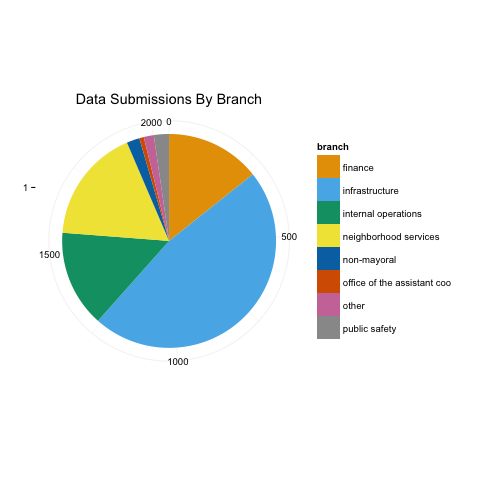 Data Submissions By Branch
2000 0
500
1000
1500
1
branch
finance
infrastructure
internal operations
neighborhood services
non-mayoral
office of the assistant coo
other
public safety